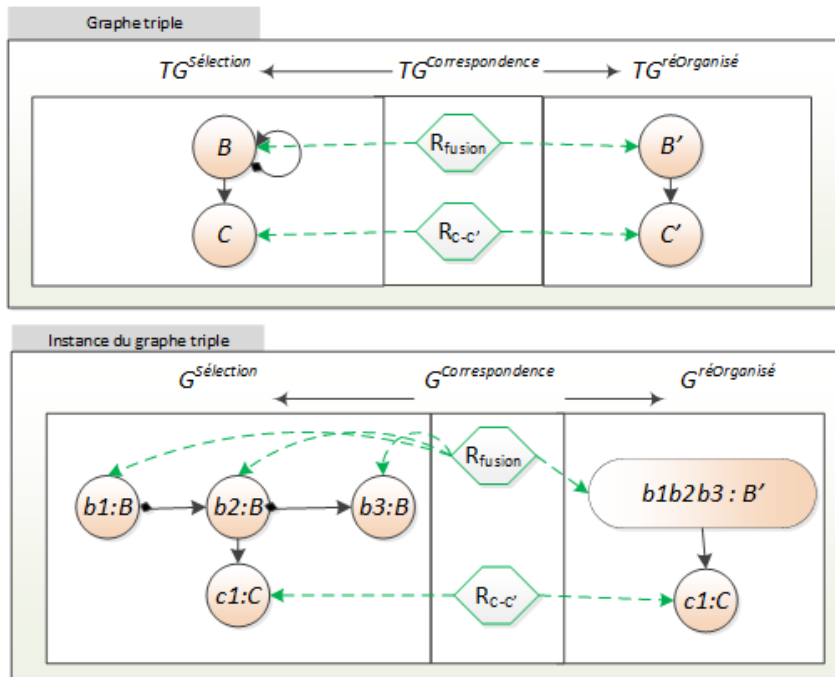 Graphe triple
TG^Sélection TG^Correspondence TG^réOrganisé
B R_fusion B'
C R_c-c' C'
Instance du graphe triple
G^Sélection G^Correspondence G^réOrganisé
R_fusion
b1:B b2:B b3:B b1b2b3 : B'
c1:C R_c-c' c1:C